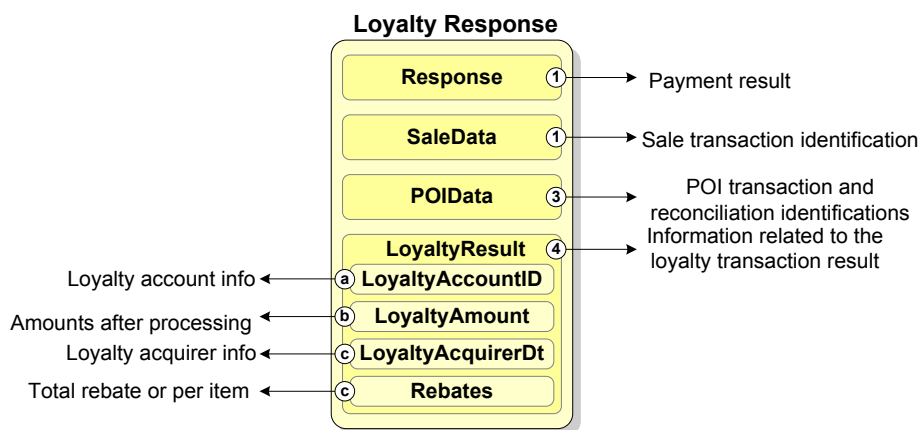 Loyalty Response
Response
1
Payment result
SaleData
1
Sale transaction identification
POIData
3
POI transaction and
reconciliation identifications
LoyaltyResult
4
Information related to the
loyalty transaction result
Loyalty account info
a
LoyaltyAccountID
Amounts after processing
b
LoyaltyAmount
Loyalty acquirer info
c
LoyaltyAcquirerDt
Total rebate or per item
c
Rebates